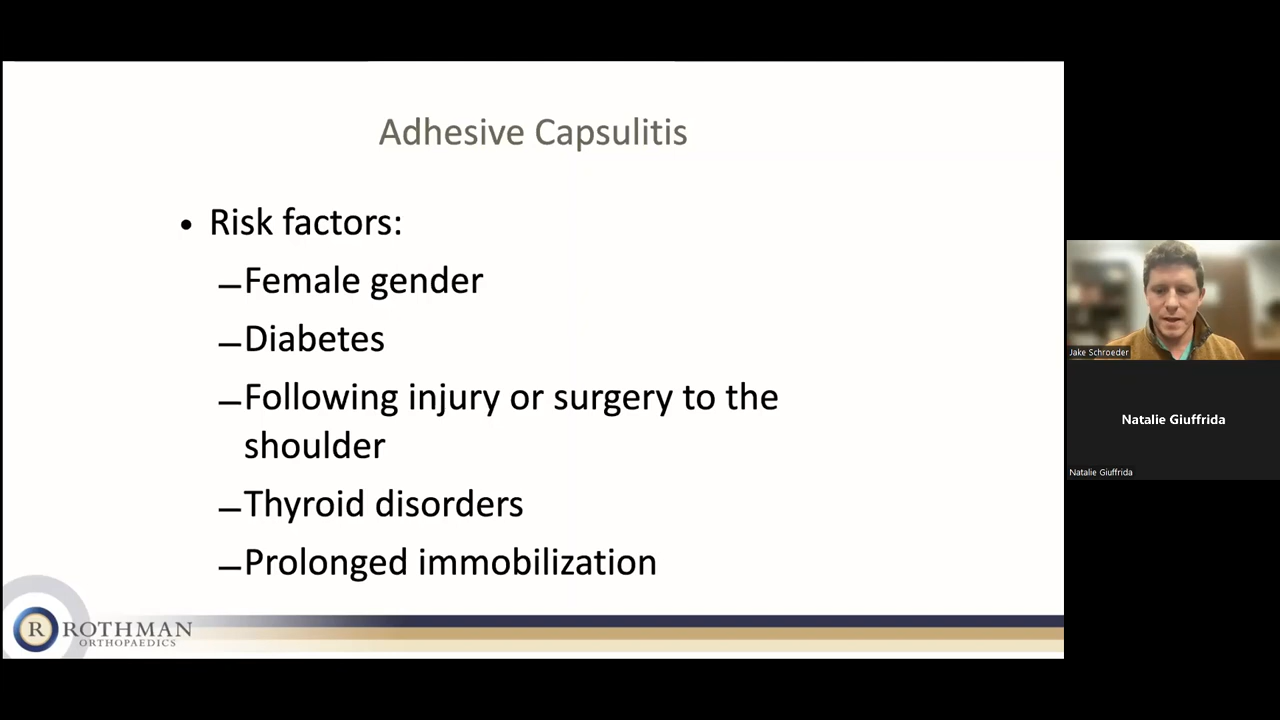 Adhesive Capsulitis
• Risk factors:
–Female gender
–Diabetes
–Following injury or surgery to the
shoulder
–Thyroid disorders
–Prolonged immobilization
R ROTHMAN
ORTHOPAEDICS
Jake Schroeder
Natalie Giuffrida
Natalie Giuffrida